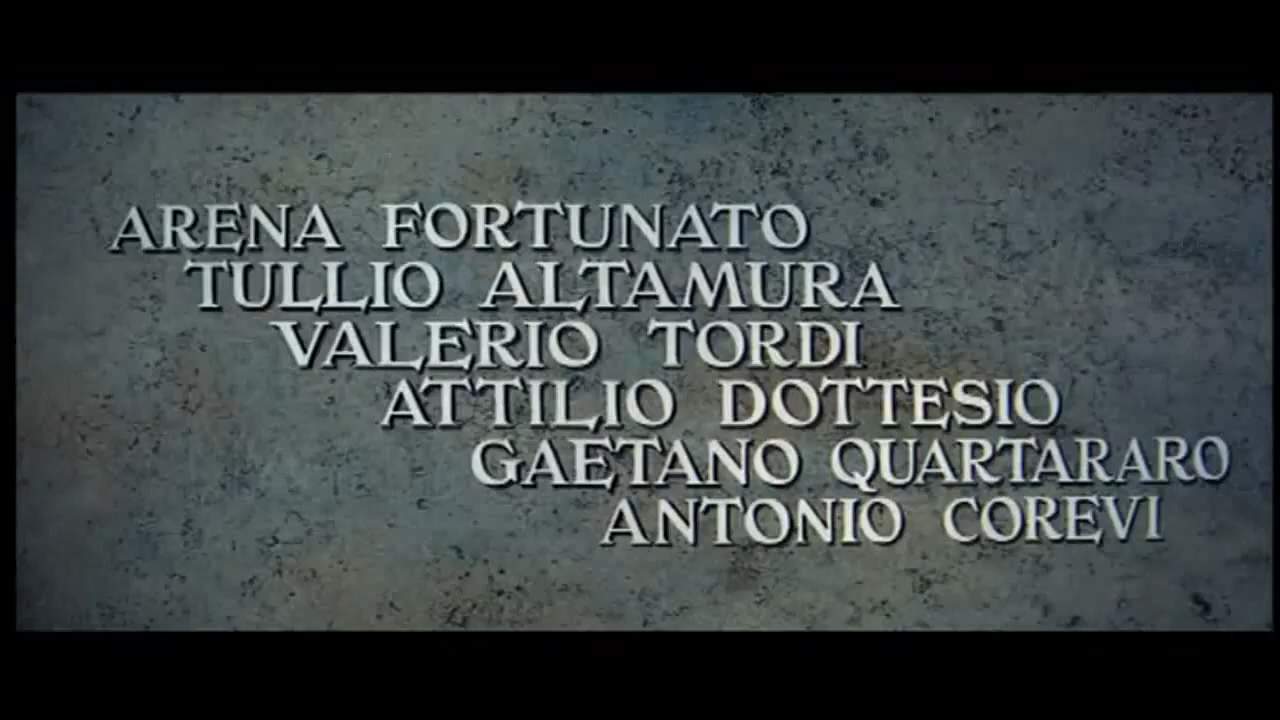 ARENA FORTUNATO
TULLIO ALTAMURA
VALERIO TORDI
ATTILIO DOTTESIO
GAETANO QUARTARARO
ANTONIO COREVI